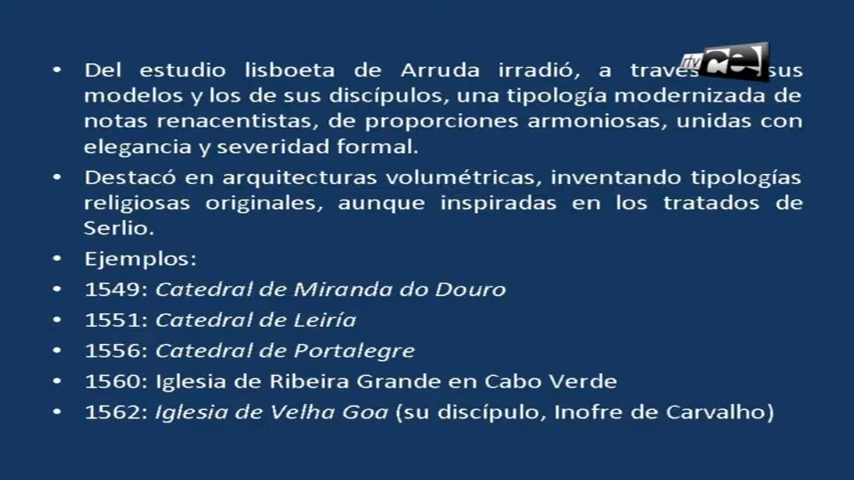 • Del estudio lisboeta de Arruda irradió, a través sus
modelos y los de sus discípulos, una tipología modernizada de
notas renacentistas, de proporciones armoniosas, unidas con
elegancia y severidad formal.
• Destacó en arquitecturas volumétricas, inventando tipologías
religiosas originales, aunque inspiradas en los tratados de
Serlio.
• Ejemplos:
• 1549: Catedral de Miranda do Douro
• 1551: Catedral de Leiría
• 1556: Catedral de Portalegre
• 1560: Iglesia de Ribeira Grande en Cabo Verde
• 1562: Iglesia de Velha Goa (su discípulo, Inofre de Carvalho)
rtv cei